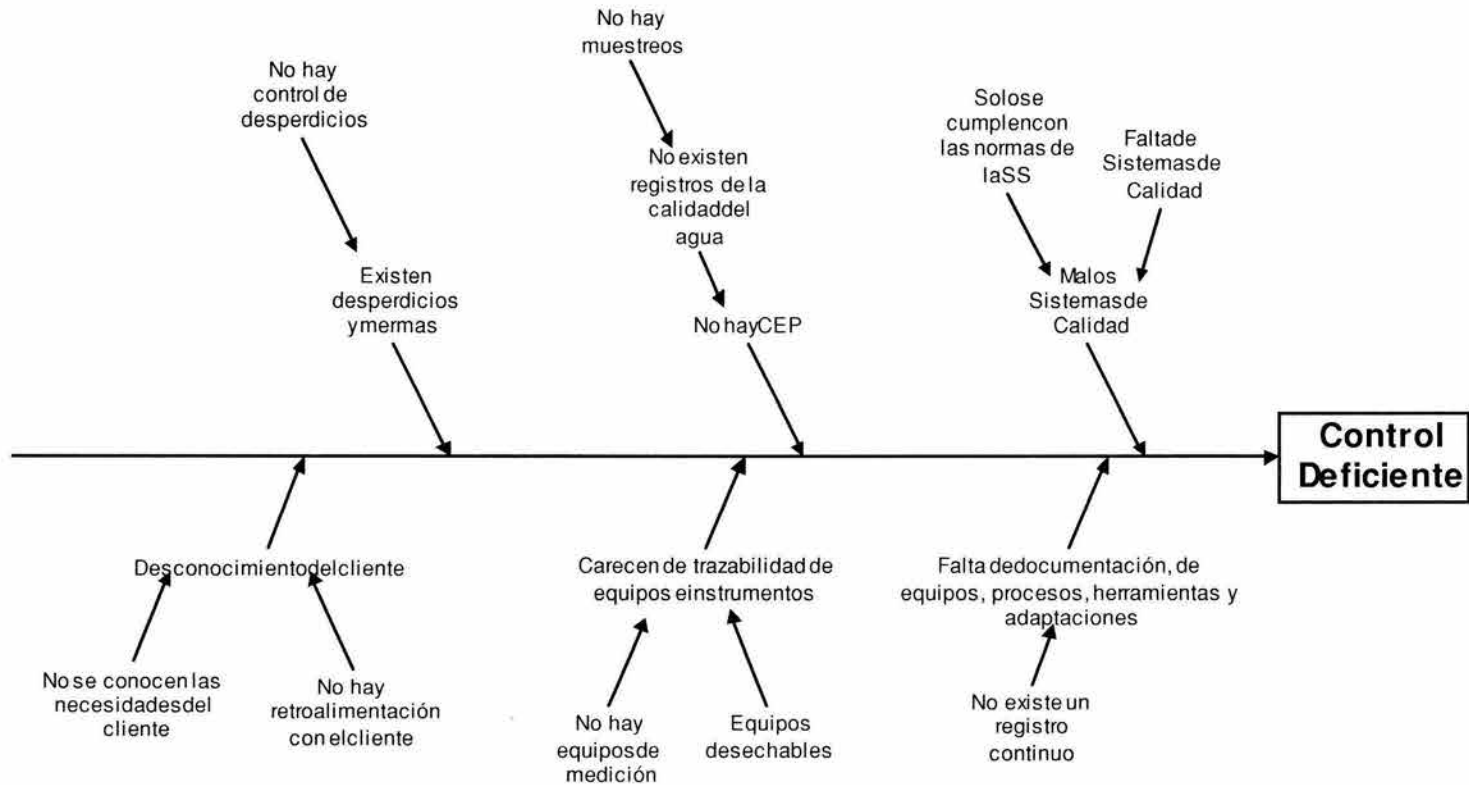 No hay
muestreos
No hay
control de
desperdicios
Solose
cumplencon
las normas de
laSS
Faltade
Sistemasde
Calidad
No existen
registros de la
calidaddel
agua
Existen
desperdicios
ymermas
No hayCEP
Malos
Sistemasde
Calidad
Control
Deficiente
Desconocimientodelcliente
Carecen de trazabilidad de
equipos einstrumentos
Falta dedocumentación, de
equipos, procesos, herramientas y
adaptaciones
No se conocen las
necesidadesdel
cliente
No hay
retroalimentación
con elcliente
No hay
equiposde
medición
Equipos
desechables
No existe un
registro
continuo